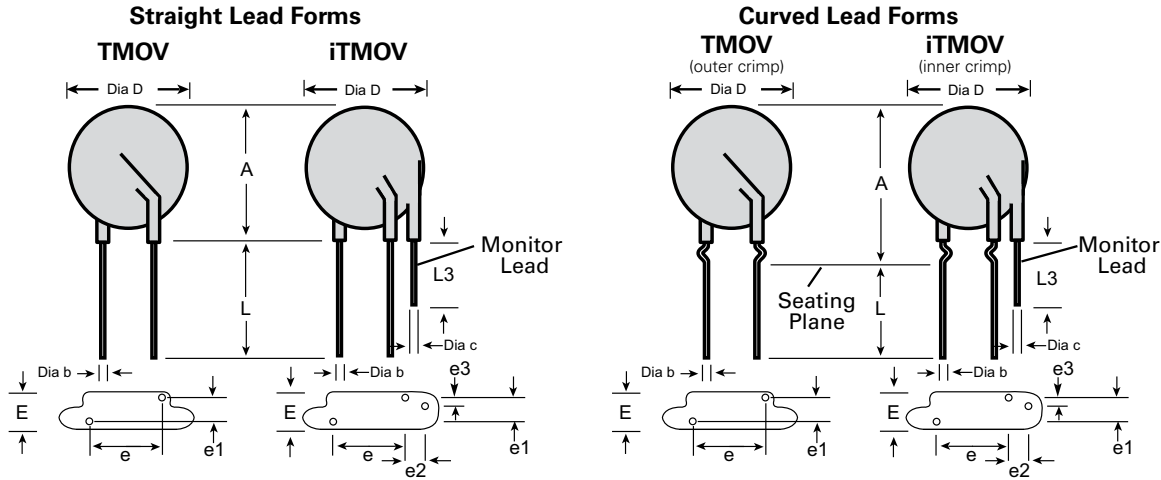 Straight Lead Forms
TMOV
iTMOV
Dia D
Dia D
A
L
L3
Monitor
Lead
Dia c
Dia b
Dia b
e3
E
E
e
e1
e
e2
e1
Curved Lead Forms
TMOV
(outer crimp)
iTMOV
(inner crimp)
Dia D
Dia D
A
Seating
Plane
L
L3
Monitor
Lead
Dia c
Dia b
Dia b
e3
E
E
e
e1
e
e2
e1